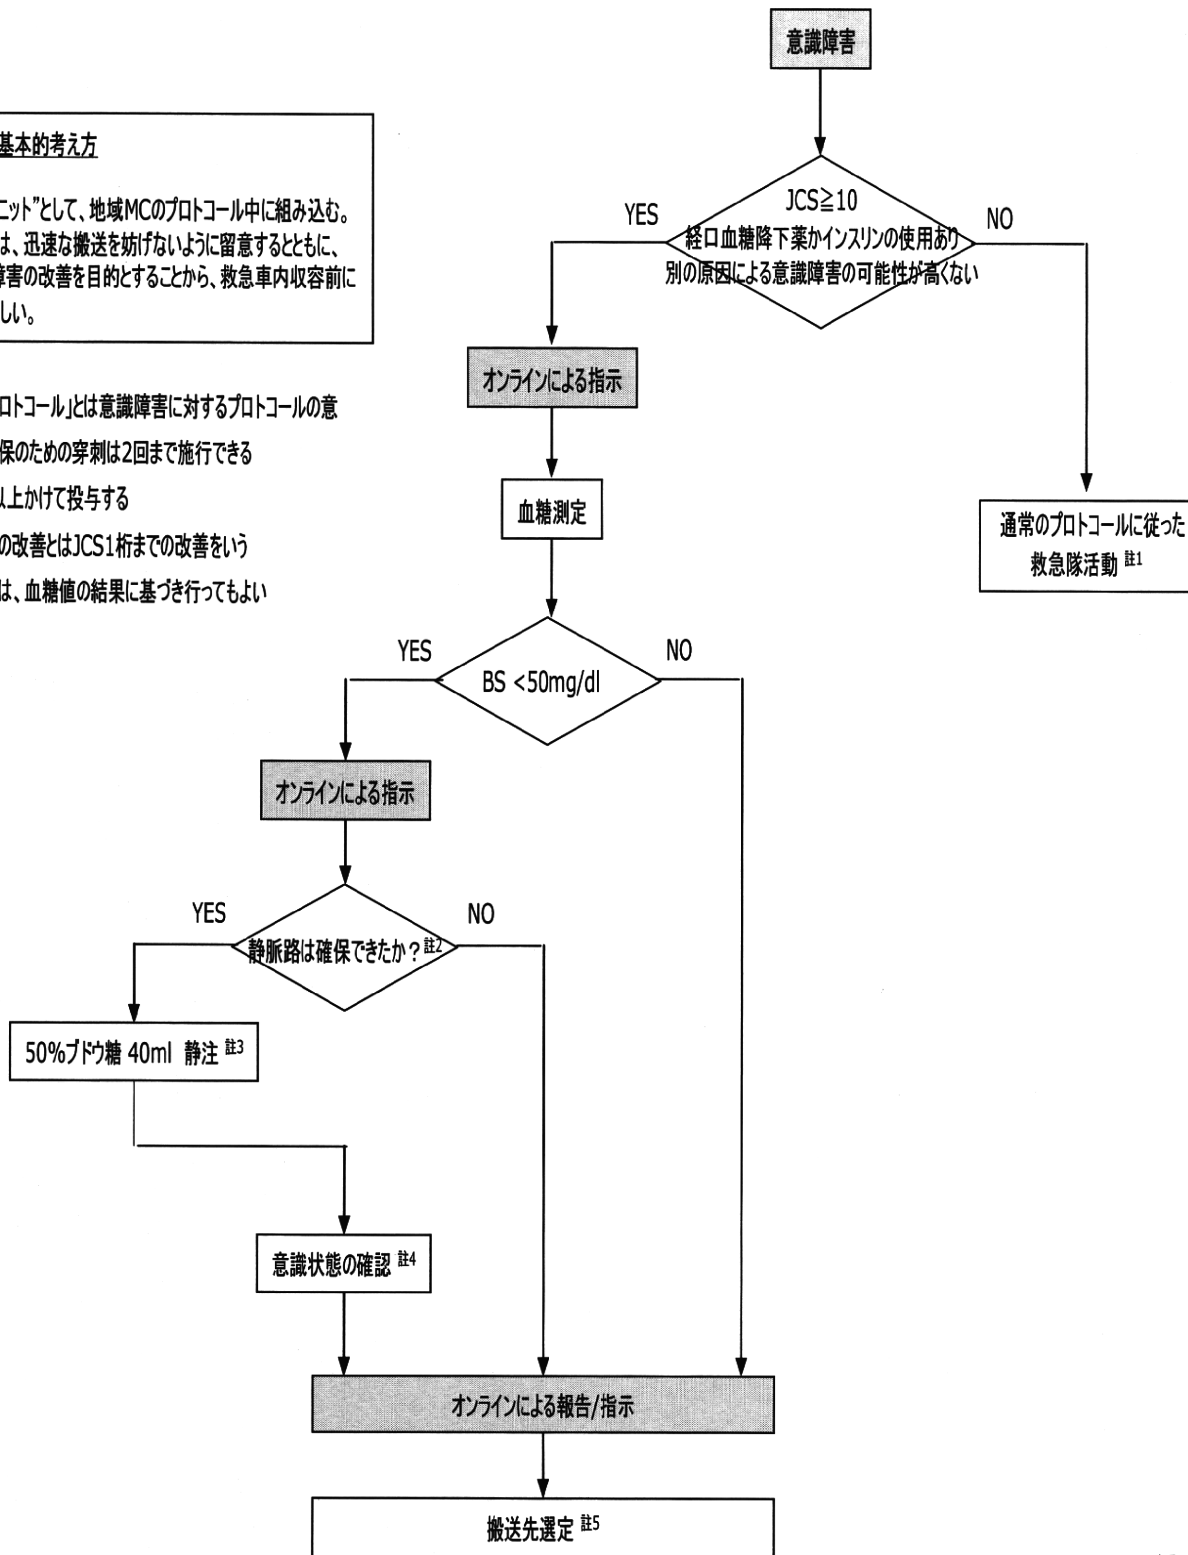 意識障害
基本的考え方
ニット”として、地域MCのプロトコール中に組み込む。
は、迅速な搬送を妨げないように留意するとともに、
障害の改善を目的とすることから、救急車内収容前に
しい。
JCS≧10
経口血糖降下薬かインスリンの使用あり
別の原因による意識障害の可能性が高くない
YES
NO
オンラインによる指示
ロトコール」とは意識障害に対するプロトコールの意
保のための穿刺は2回まで施行できる
以上かけて投与する
の改善とはJCS1桁までの改善をいう
は、血糖値の結果に基づき行ってもよい
血糖測定
通常のプロトコールに従った
救急隊活動 註1
YES
NO
BS <50mg/dl
オンラインによる指示
YES
NO
静脈路は確保できたか？註2
50%ブドウ糖 40ml 静注 註3
意識状態の確認 註4
オンラインによる報告/指示
搬送先選定 註5